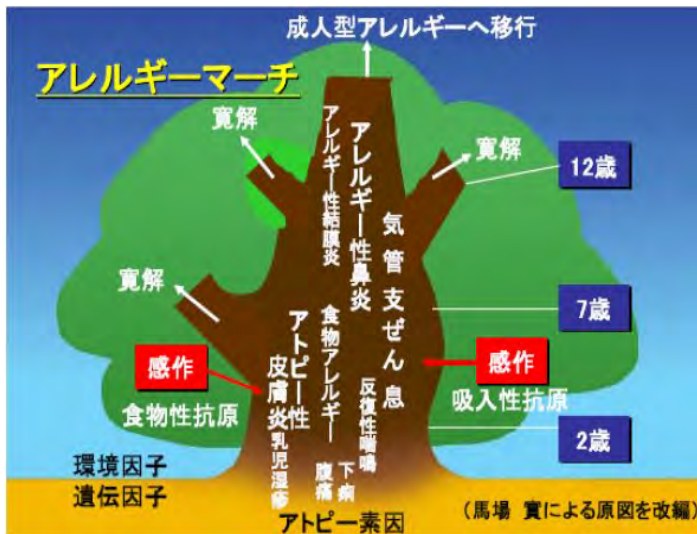 成人型アレルギーへ移行
アレルギーマーチ
寛解
寛解
12歳
アレルギー性結膜炎
アレルギー性鼻炎
気管支ぜん息
寛解
7歳
感作
食物性抗原
アトピー性
皮膚炎
乳児湿疹
食物アレルギー
腹痛
下痢
反復性喘鳴
感作
吸入性抗原
2歳
環境因子
遺伝因子
アトピー素因
(馬場 實による原図を改編)